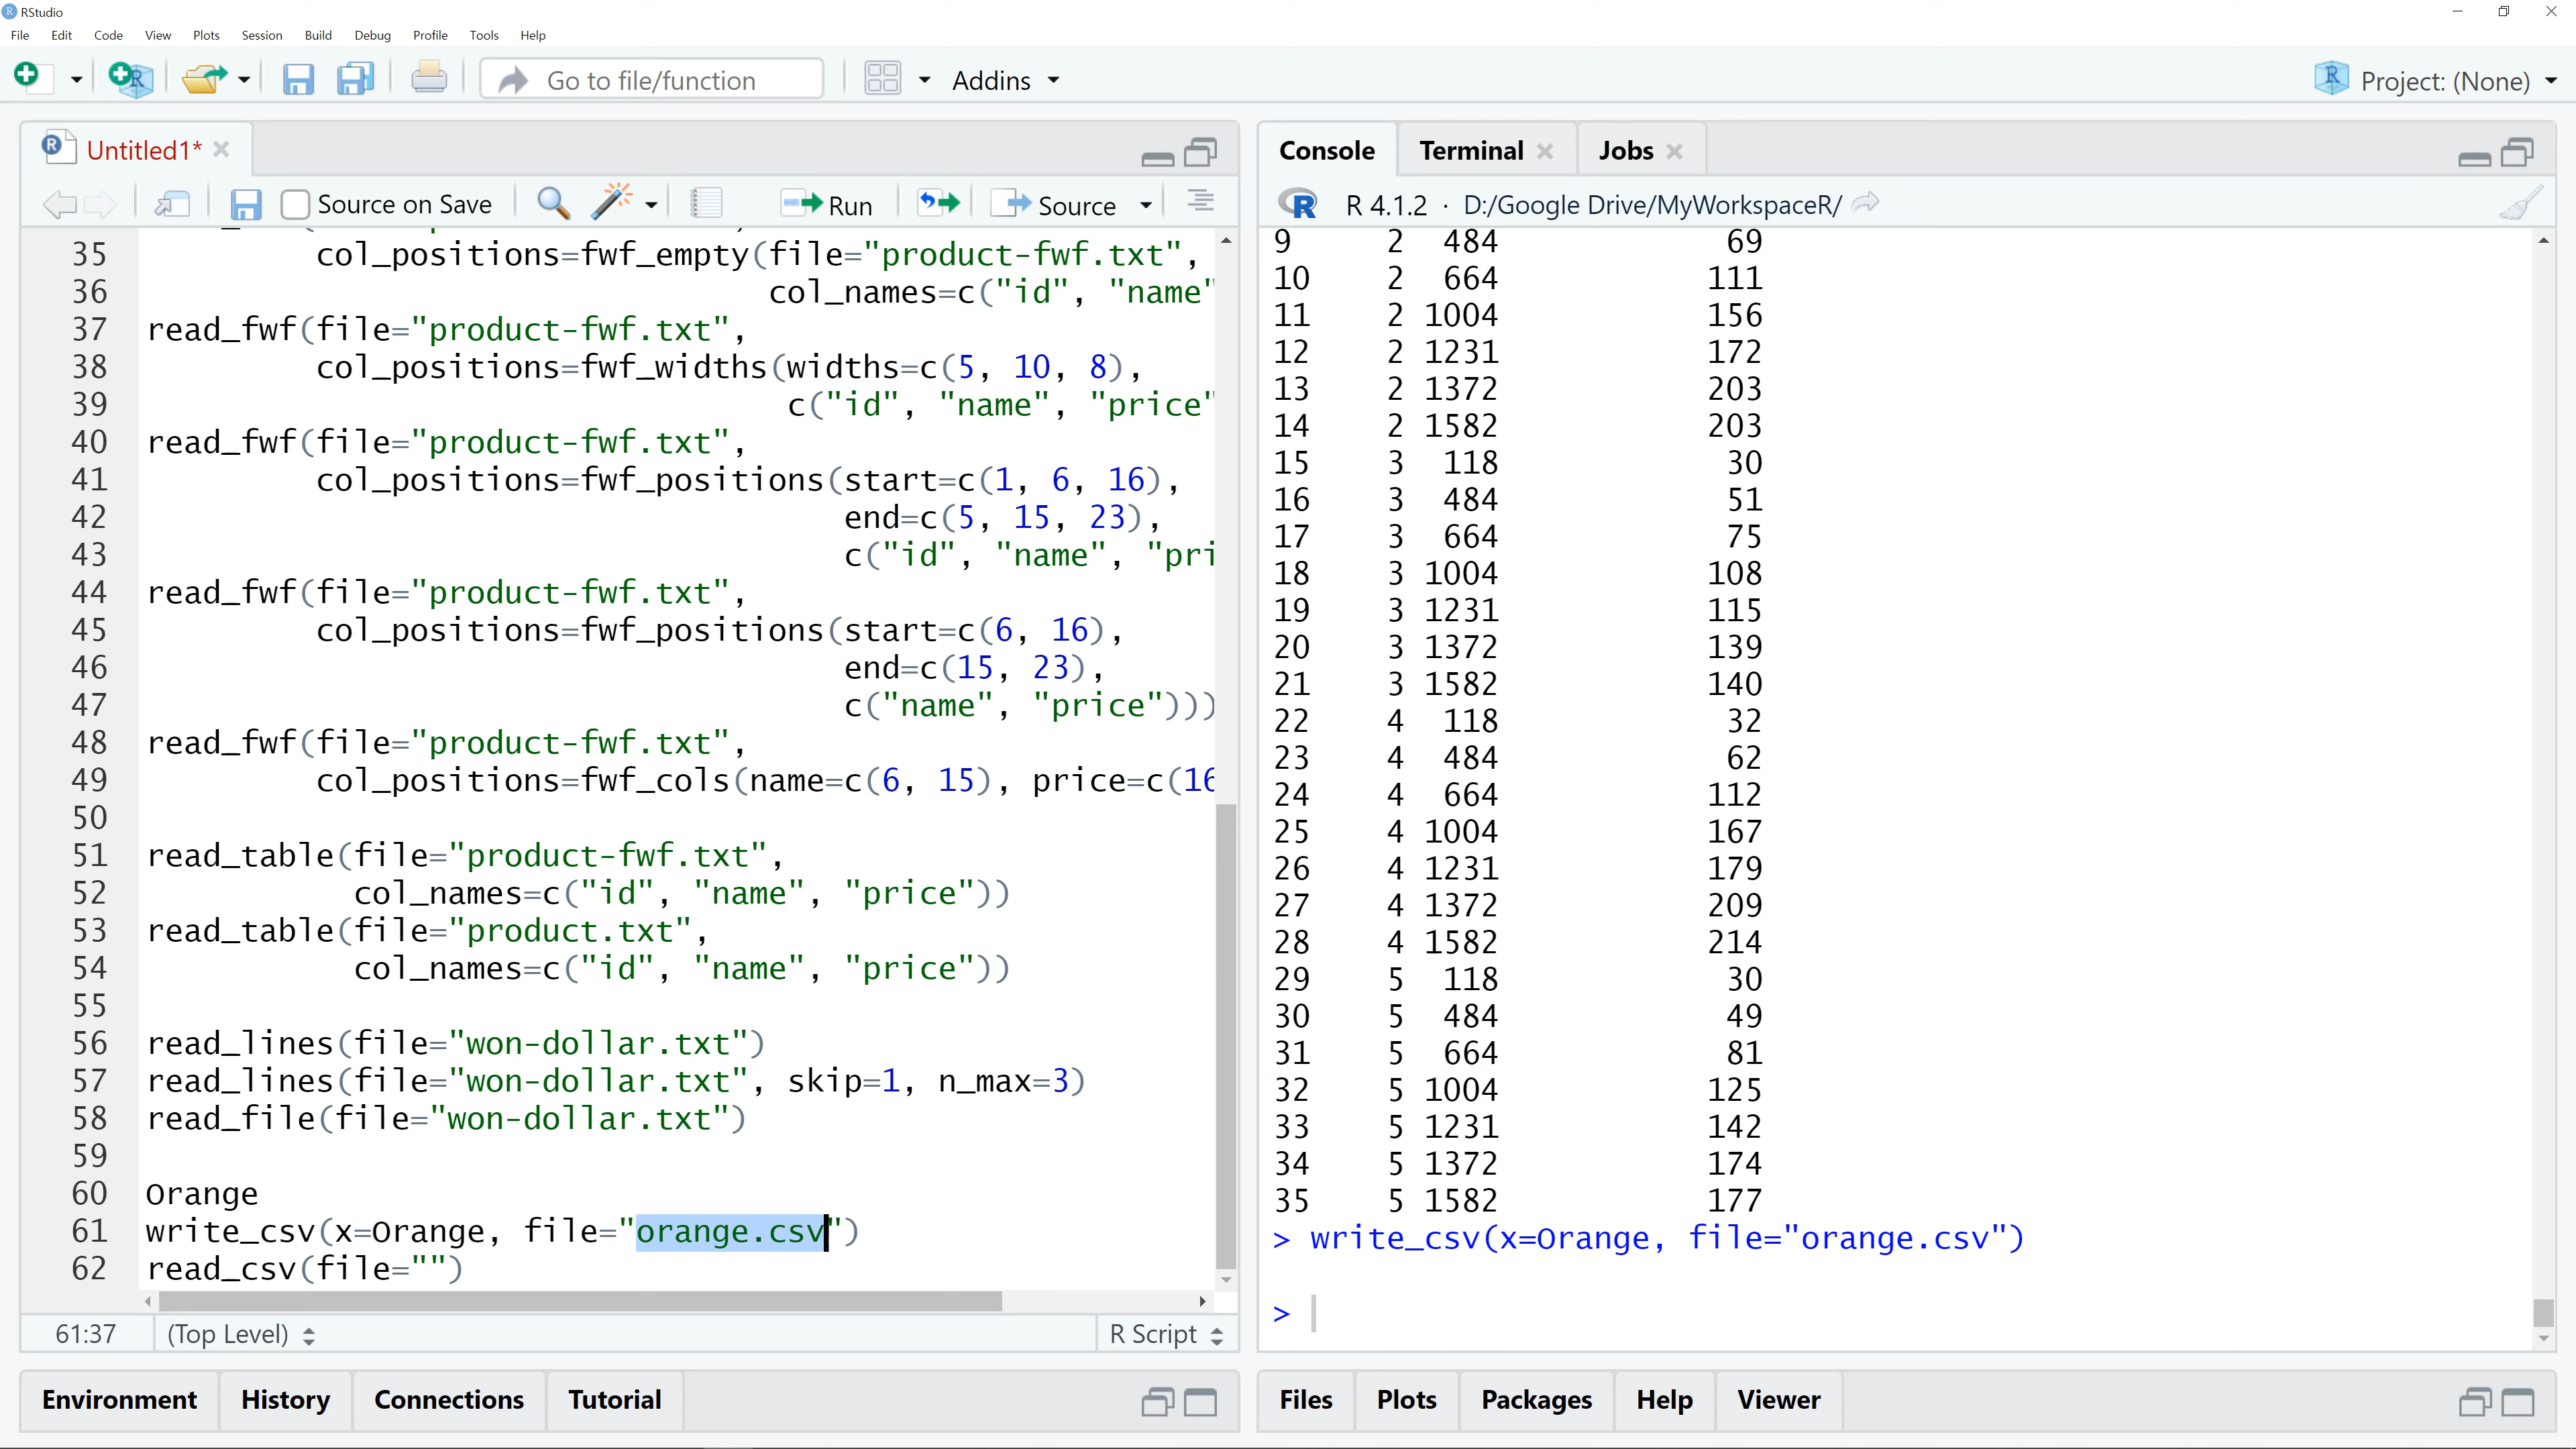 RStudio
File Edit Code View Plots Session Build Debug Profile Tools Help
Go to file/function Addins Project: (None)
Untitled1*
Source on Save Run Source
35 col_positions=fwf_empty(file="product-fwf.txt",
36 col_names=c("id", "name"
37 read_fwf(file="product-fwf.txt",
38 col_positions=fwf_widths(widths=c(5, 10, 8),
39 c("id", "name", "price"
40 read_fwf(file="product-fwf.txt",
41 col_positions=fwf_positions(start=c(1, 6, 16),
42 end=c(5, 15, 23),
43 c("id", "name", "pri
44 read_fwf(file="product-fwf.txt",
45 col_positions=fwf_positions(start=c(6, 16),
46 end=c(15, 23),
47 c("name", "price")))
48 read_fwf(file="product-fwf.txt",
49 col_positions=fwf_cols(name=c(6, 15), price=c(16
50
51 read_table(file="product-fwf.txt",
52 col_names=c("id", "name", "price"))
53 read_table(file="product.txt",
54 col_names=c("id", "name", "price"))
55
56 read_lines(file="won-dollar.txt")
57 read_lines(file="won-dollar.txt", skip=1, n_max=3)
58 read_file(file="won-dollar.txt")
59
60 Orange
61 write_csv(x=Orange, file="orange.csv")
62 read_csv(file="")
61:37 (Top Level) R Script
Environment History Connections Tutorial
Console Terminal Jobs
R 4.1.2 · D:/Google Drive/MyWorkspaceR/
9 2 484 69
10 2 664 111
11 2 1004 156
12 2 1231 172
13 2 1372 203
14 2 1582 203
15 3 118 30
16 3 484 51
17 3 664 75
18 3 1004 108
19 3 1231 115
20 3 1372 139
21 3 1582 140
22 4 118 32
23 4 484 62
24 4 664 112
25 4 1004 167
26 4 1231 179
27 4 1372 209
28 4 1582 214
29 5 118 30
30 5 484 49
31 5 664 81
32 5 1004 125
33 5 1231 142
34 5 1372 174
35 5 1582 177
> write_csv(x=Orange, file="orange.csv")
>
Files Plots Packages Help Viewer